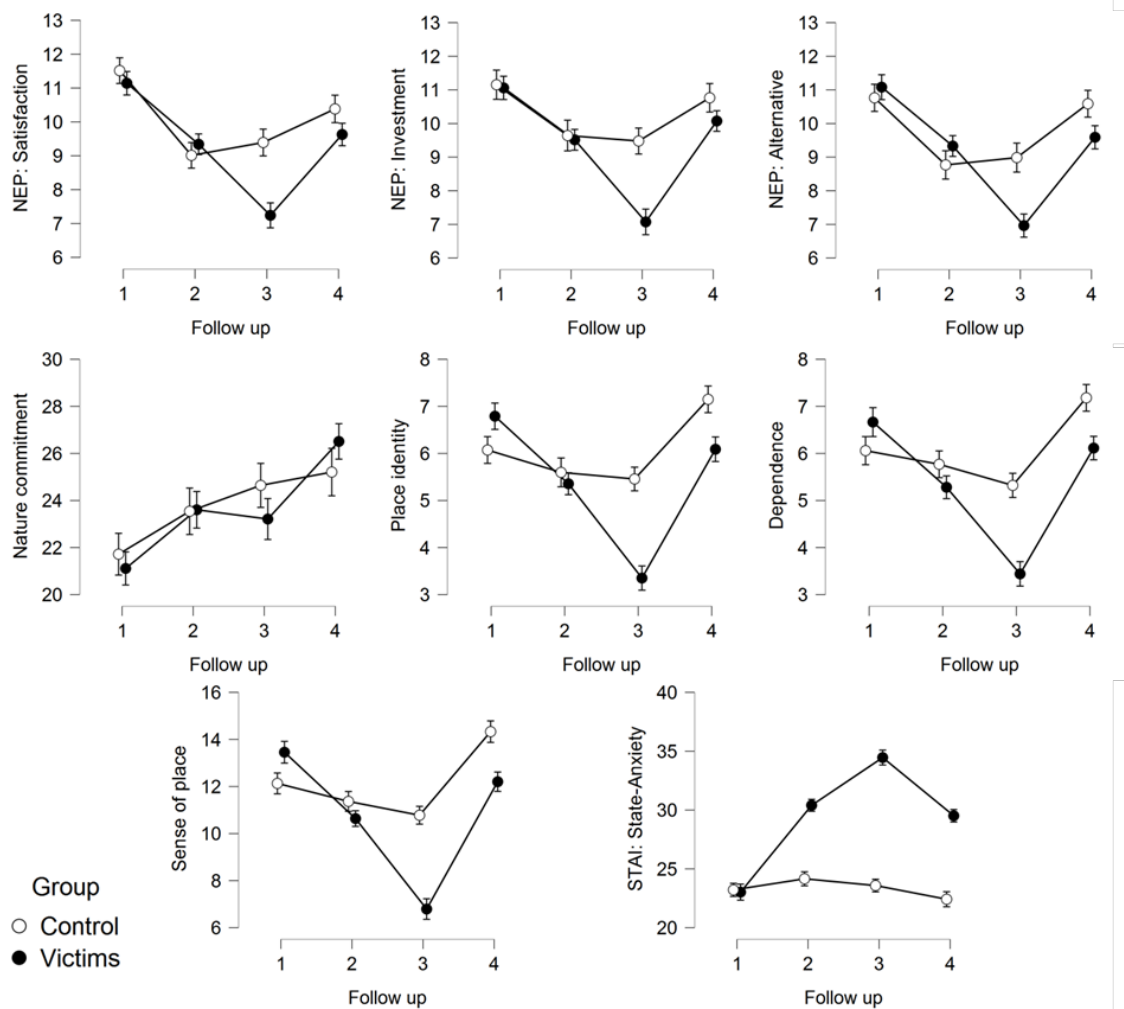 13 12 11 10 9 8 7 6
NEP: Satisfaction
1 2 3 4
Follow up
13 12 11 10 9 8 7 6
NEP: Investment
1 2 3 4
Follow up
13 12 11 10 9 8 7 6
NEP: Alternative
1 2 3 4
Follow up
30 28 26 24 22 20
Nature commitment
1 2 3 4
Follow up
8 7 6 5 4 3
Place identity
1 2 3 4
Follow up
8 7 6 5 4 3
Dependence
1 2 3 4
Follow up
16 14 12 10 8 6
Sense of place
1 2 3 4
Follow up
40 35 30 25 20
STAI: State-Anxiety
1 2 3 4
Follow up
Group
Control
Victims